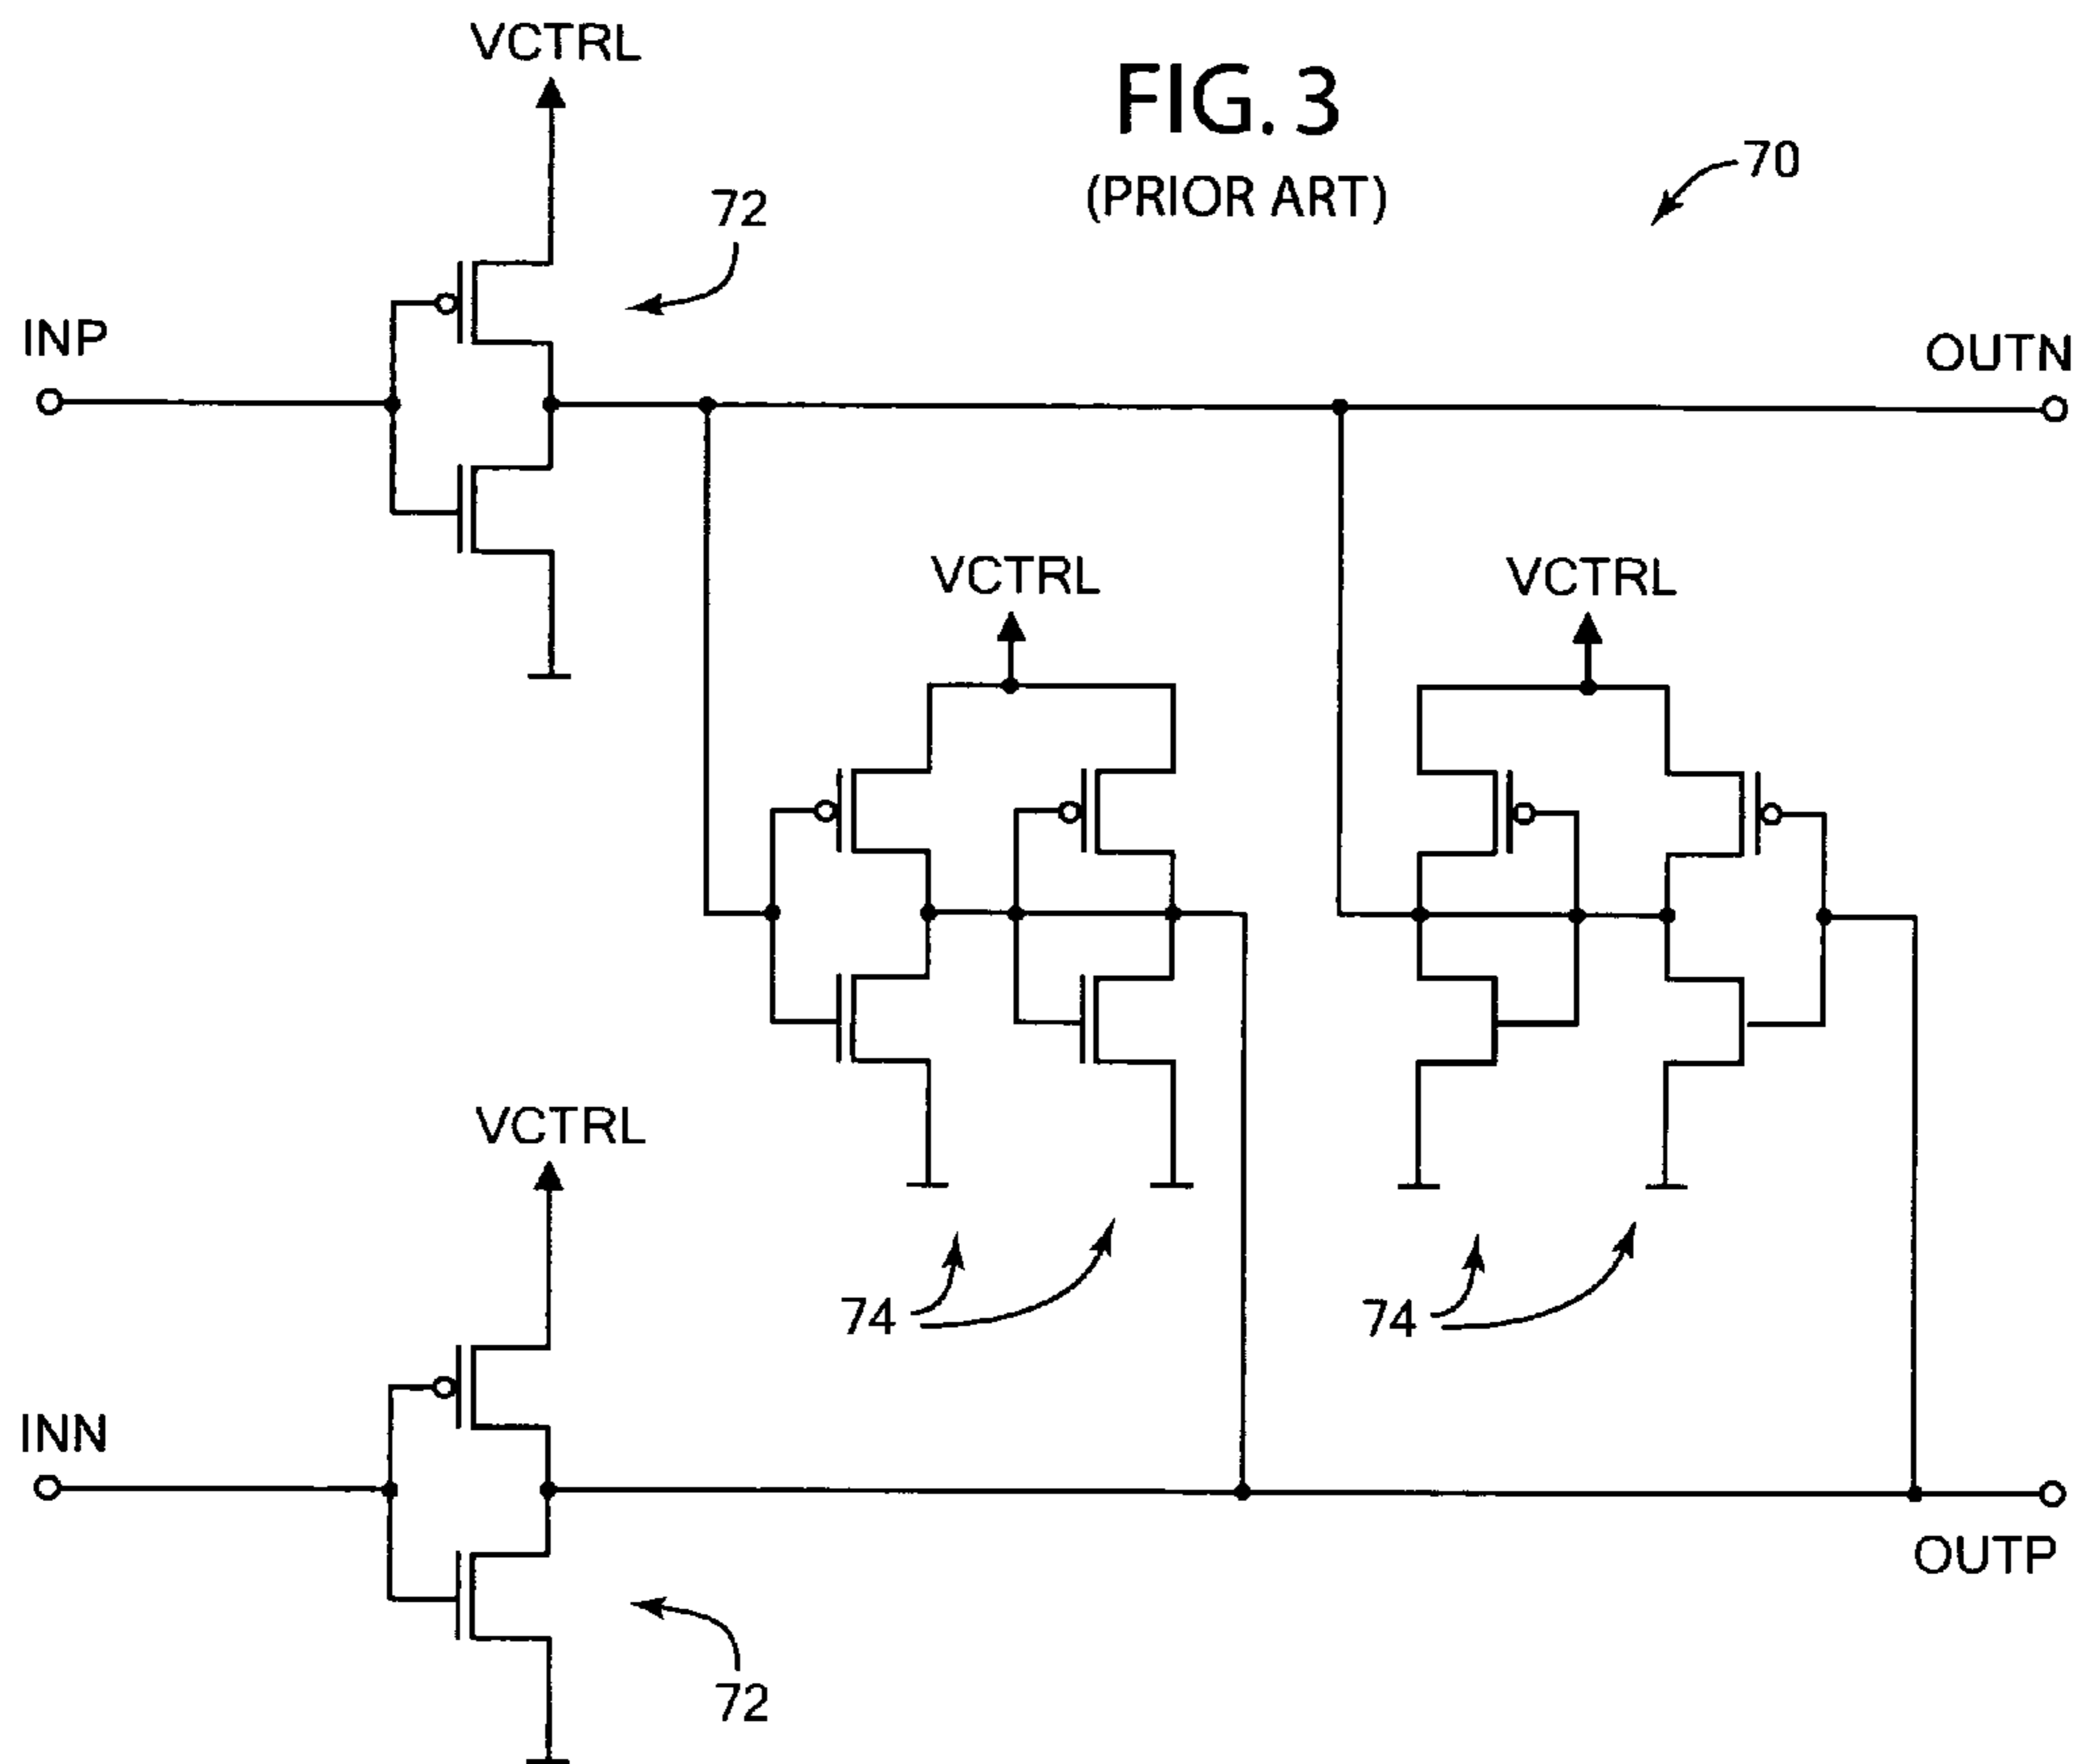 VCTRL
FIG. 3
(PRIOR ART)
70
72
INP
OUTN
VCTRL
VCTRL
VCTRL
74
74
INN
OUTP
72